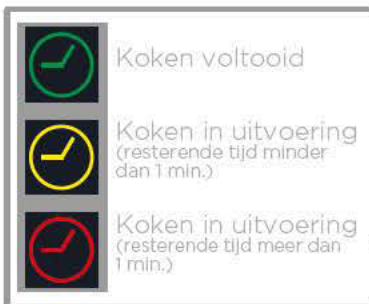 Koken voltooid
Koken in uitvoering
(resterende tijd minder
dan 1 min.)
Koken in uitvoering
(resterende tijd meer dan
1 min.)